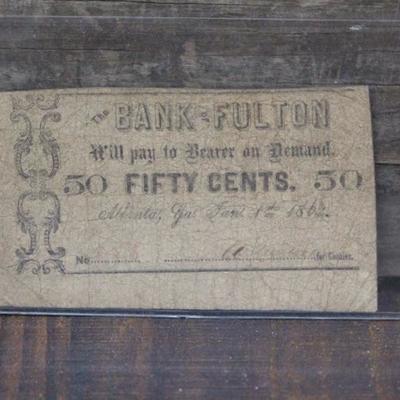 The BANK of FULTON
Will pay to Bearer on Demand.
50 FIFTY CENTS. 50
Atlanta, Ga. Jan. 1st 1862.
No. for Cashier.